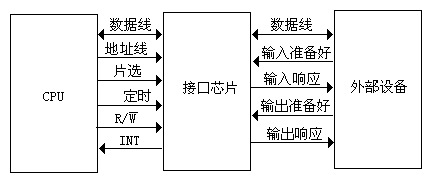 CPU
数据线
地址线
片选
定时
R/W̅
INT
接口芯片
数据线
输入准备好
输入响应
输出准备好
输出响应
外部设备